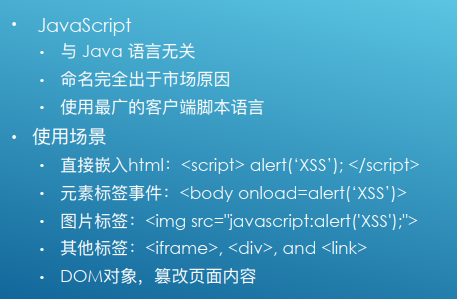 • JavaScript
• 与 Java 语言无关
• 命名完全出于市场原因
• 使用最广的客户端脚本语言
• 使用场景
• 直接嵌入html：<script> alert(‘XSS’); </script>
• 元素标签事件：<body onload=alert(‘XSS’)>
• 图片标签：<img src="javascript:alert('XSS');">
• 其他标签：<iframe>, <div>, and <link>
• DOM对象，篡改页面内容